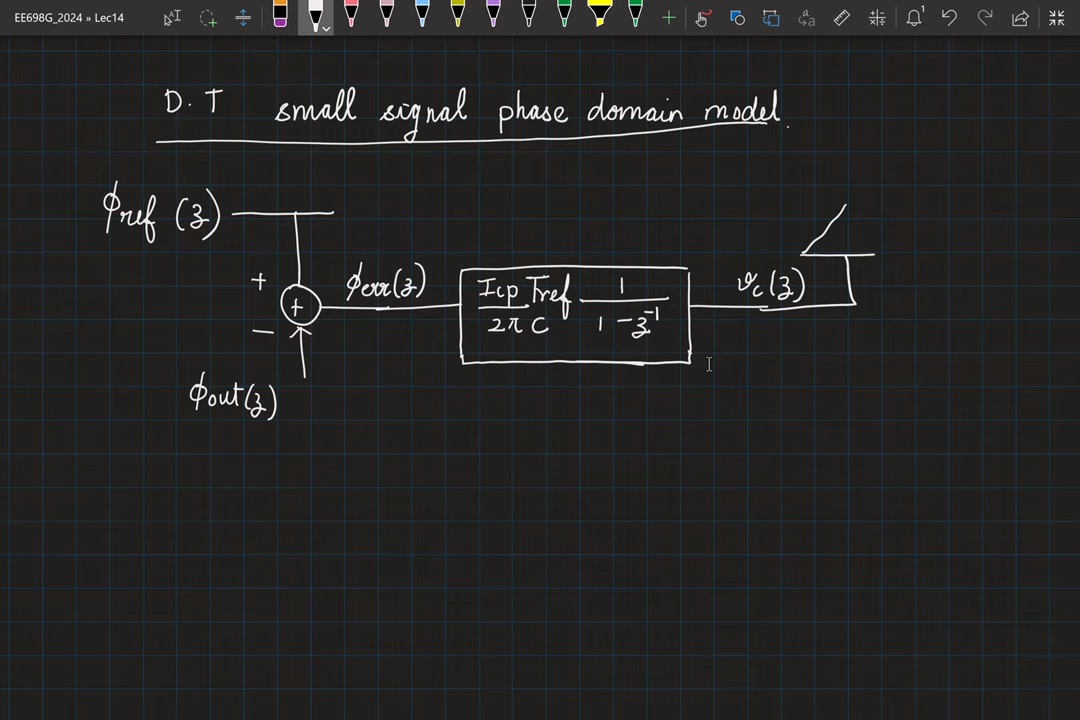 EE698G_2024 » Lec14
D.T small signal phase domain model.
ϕref (z)
+ ϕerr(z) Icp/2π Tref/C 1/(1-z⁻¹) vc(z)
+
−
ϕout(z)